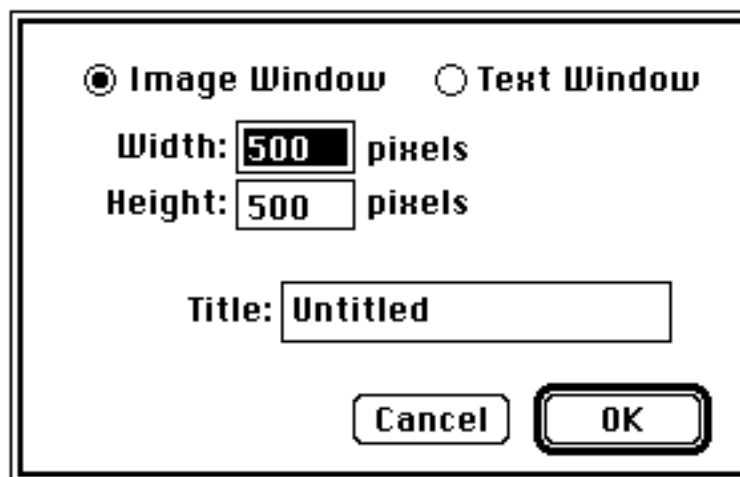 Image Window Text Window
Width: 500 pixels
Height: 500 pixels
Title: Untitled
Cancel OK